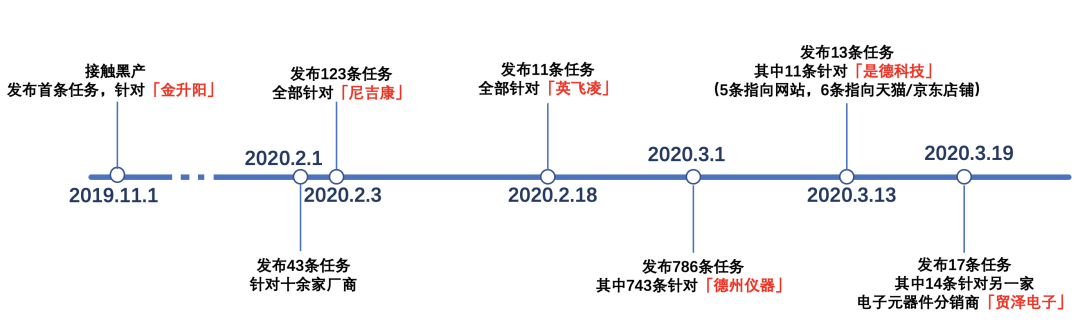 接触黑产
发布首条任务，针对「金升阳」
2019.11.1
2020.2.1
发布43条任务
针对十余家厂商
发布123条任务
全部针对「尼吉康」
2020.2.3
发布11条任务
全部针对「英飞凌」
2020.2.18
2020.3.1
发布786条任务
其中743条针对「德州仪器」
发布13条任务
其中11条针对「是德科技」
(5条指向网站，6条指向天猫/京东店铺)
2020.3.13
2020.3.19
发布17条任务
其中14条针对另一家
电子元器件分销商「贸泽电子」